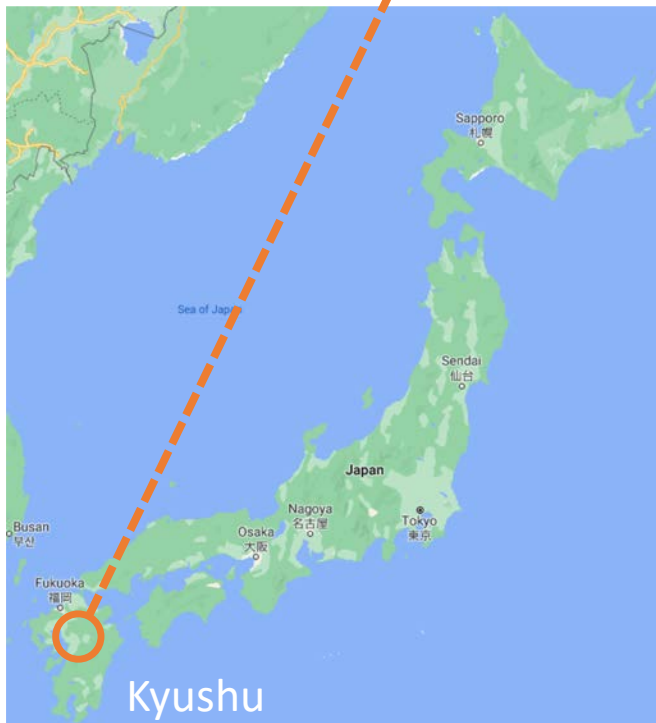 Sapporo
札幌
Sea of Japan
Sendai
仙台
Japan
Nagoya
名古屋
Tokyo
東京
Osaka
大阪
Busan
부산
Fukuoka
福岡
Kyushu